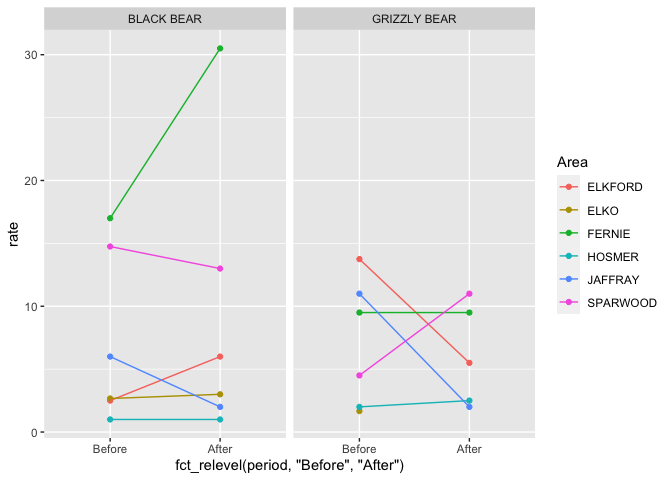 BLACK BEAR
GRIZZLY BEAR
30
20
10
0
rate
Before
After
Before
After
fct_relevel(period, "Before", "After")
Area
ELKFORD
ELKO
FERNIE
HOSMER
JAFFRAY
SPARWOOD